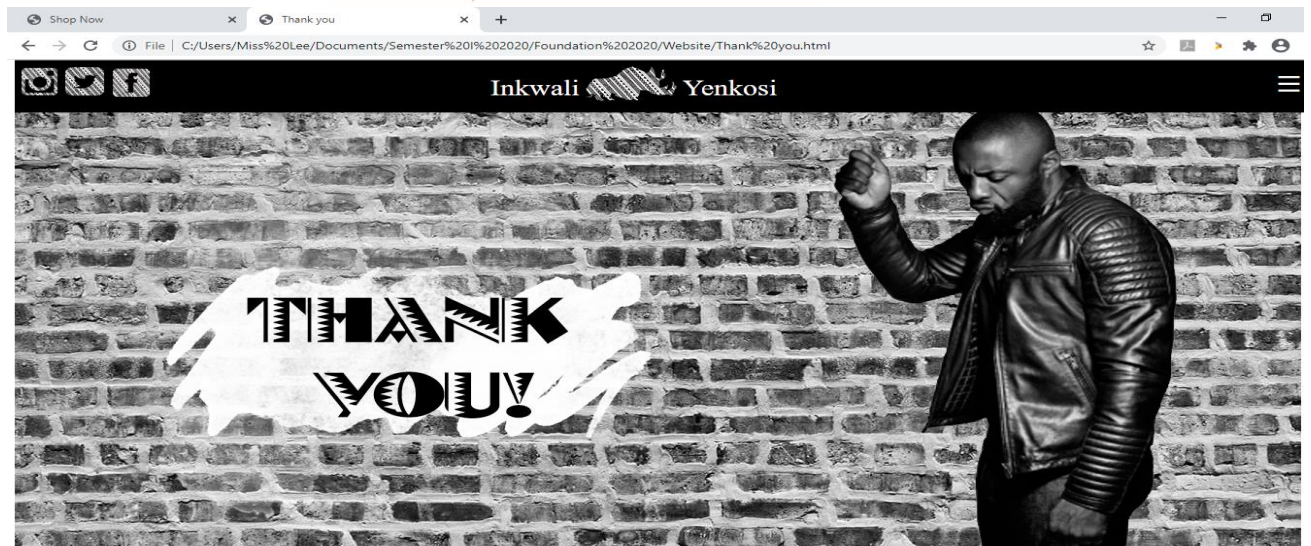 Shop Now
Thank you
File | C:/Users/Miss%20Lee/Documents/Semester%20I%202020/Foundation%202020/Website/Thank%20you.html
Inkwali Yenkosi
THANK
YOU!